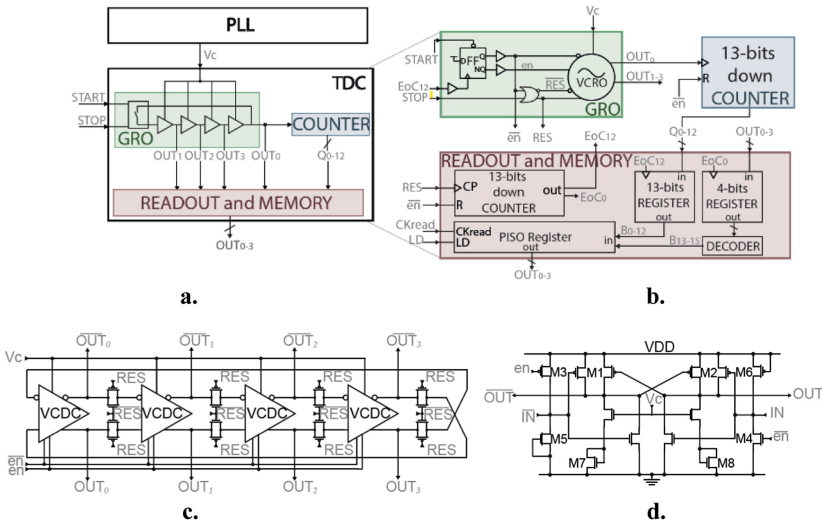 PLL
Vc
TDC
START
STOP
GRO
COUNTER
OUT1 OUT2 OUT3 OUT0
Q0-12
READOUT and MEMORY
OUT0-3
a.
Vc
START
FF
Q
NQ
en
EoC12
STOP
RES
VCRO
GRO
OUT0
OUT1-3
en
RES
EoC12
13-bits
down
COUNTER
R
en
Q0-12
OUT0-3
READOUT and MEMORY
RES
en
CP
R
13-bits
down
COUNTER
out
EoC0
EoC12
in
13-bits
REGISTER
out
EoC0
in
4-bits
REGISTER
out
CKread
LD
CKread
LD
PISO Register
in
out
B0-12
B13-15
DECODER
OUT0-3
b.
OUT0 OUT1 OUT2 OUT3
Vc
RES RES RES RES
VCDC VCDC VCDC VCDC
RES RES RES RES
RES RES RES RES
en
en
OUT0 OUT1 OUT2 OUT3
c.
VDD
en
M3 M1 M2 M6
OUT
Vc
OUT
IN
IN
M5
M4
en
M7
M8
d.